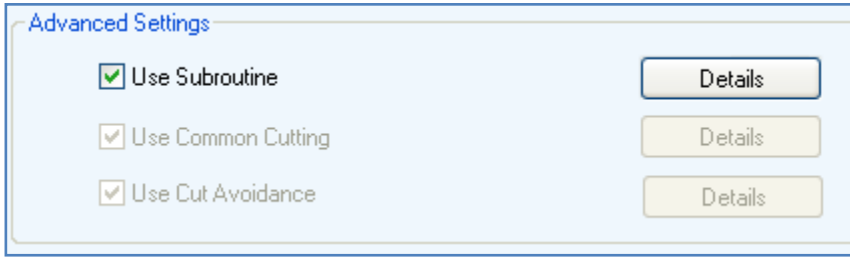 Advanced Settings
Use Subroutine Details
Use Common Cutting Details
Use Cut Avoidance Details